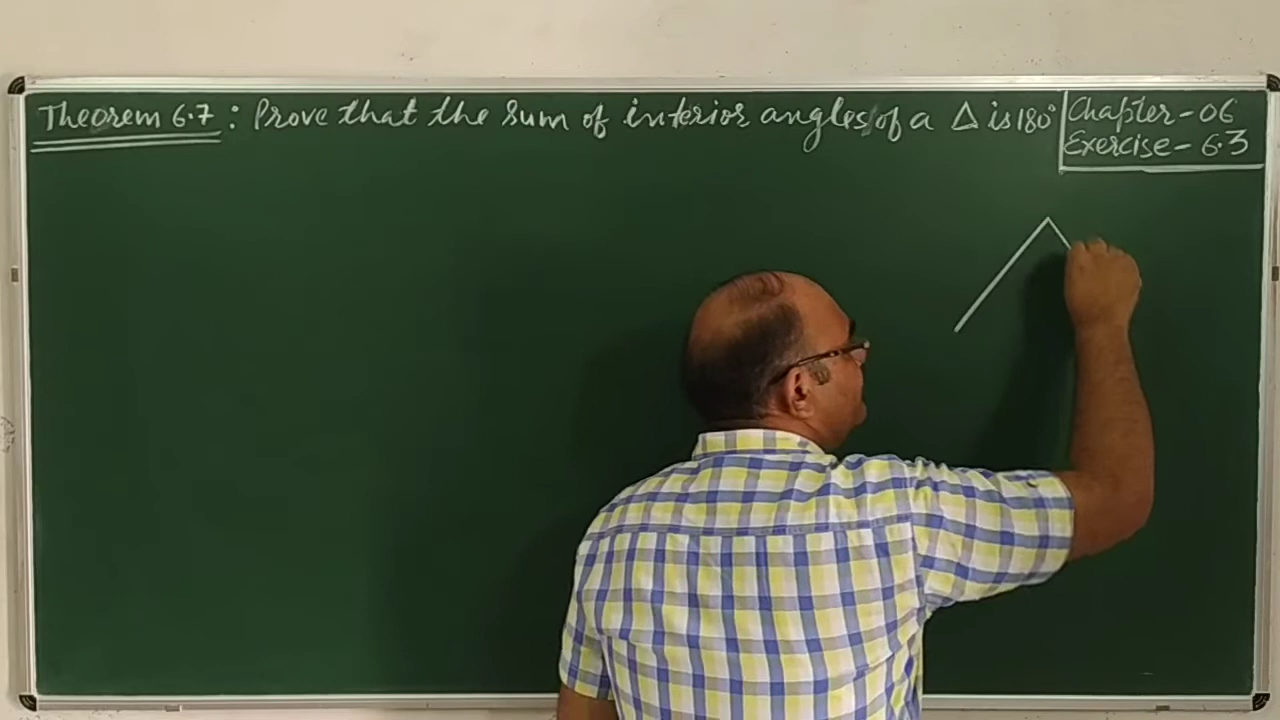 Theorem 6.7 : Prove that the sum of interior angles of a △ is 180°
Chapter - 06
Exercise - 6.3